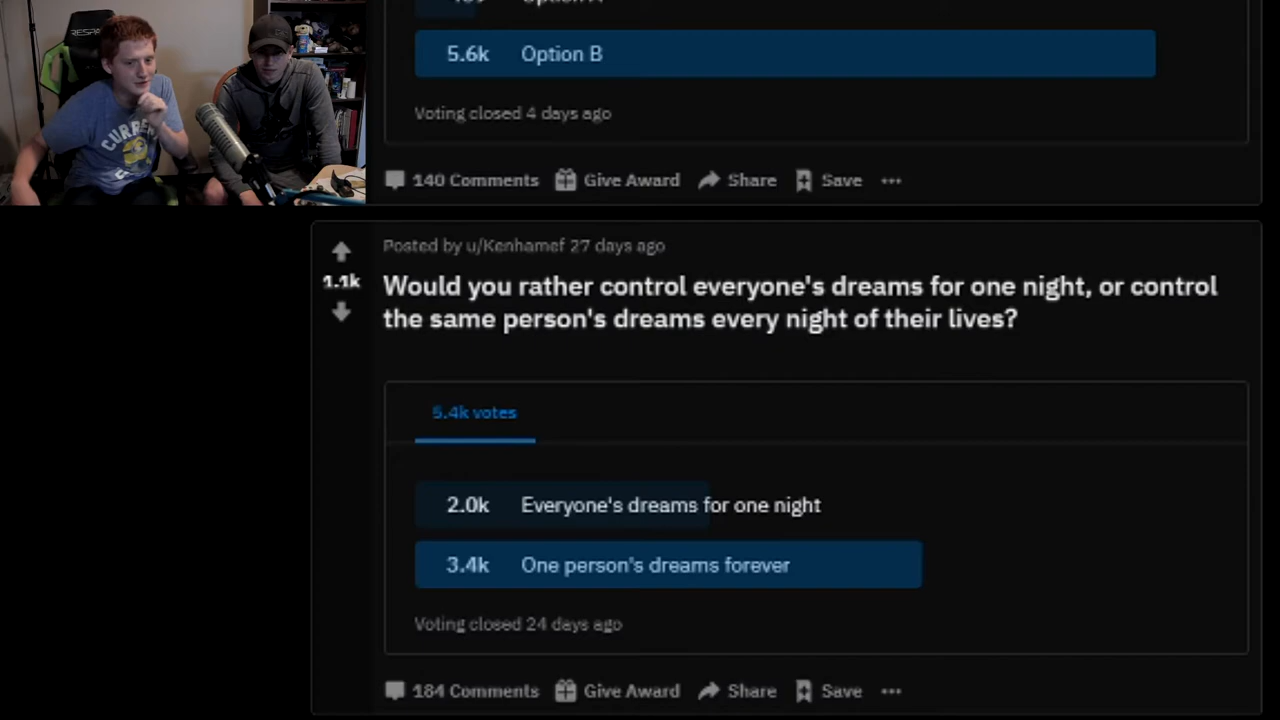 Option B
5.6k
Voting closed 4 days ago
140 Comments Give Award Share Save
Posted by u/Kenhamef 27 days ago
1.1k
Would you rather control everyone's dreams for one night, or control
the same person's dreams every night of their lives?
5.4k votes
2.0k Everyone's dreams for one night
3.4k One person's dreams forever
Voting closed 24 days ago
184 Comments Give Award Share Save